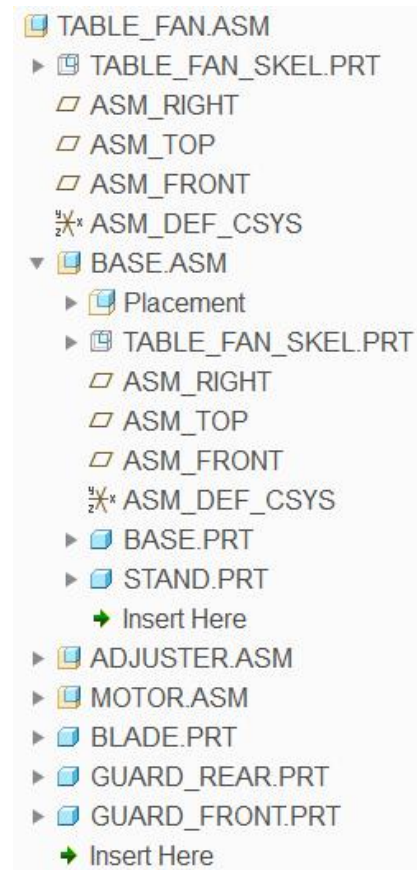 TABLE_FAN.ASM
TABLE_FAN_SKEL.PRT
ASM_RIGHT
ASM_TOP
ASM_FRONT
ASM_DEF_CSYS
BASE.ASM
Placement
TABLE_FAN_SKEL.PRT
ASM_RIGHT
ASM_TOP
ASM_FRONT
ASM_DEF_CSYS
BASE.PRT
STAND.PRT
Insert Here
ADJUSTER.ASM
MOTOR.ASM
BLADE.PRT
GUARD_REAR.PRT
GUARD_FRONT.PRT
Insert Here